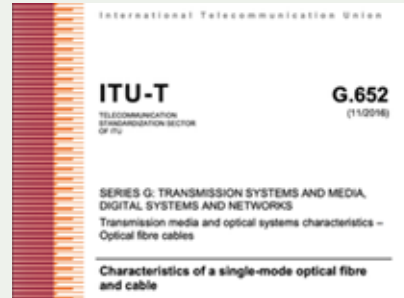 International Telecommunication Union
ITU-T
G.652
TELECOMMUNICATION
STANDARDIZATION SECTOR
OF ITU
(11/2016)
SERIES G: TRANSMISSION SYSTEMS AND MEDIA,
DIGITAL SYSTEMS AND NETWORKS
Transmission media and optical systems characteristics –
Optical fibre cables
Characteristics of a single-mode optical fibre
and cable